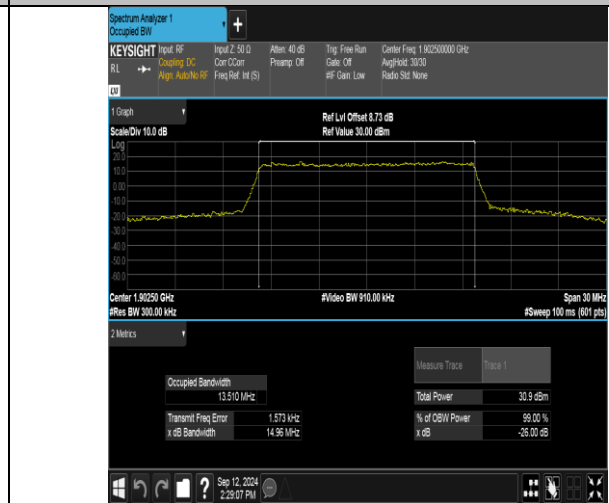 Spectrum Analyzer 1
Occupied BW
+
KEYSIGHT Input: RF Input Z: 50 Ω Atten: 40 dB Trig: Free Run Center Freq: 1.902500000 GHz
Coupling: DC Corr CCorr Preamp: Off Gate: Off Avg|Hold: 30/30
RL Align: Auto/No RF Freq Ref: Int (S) #IF Gain: Low Radio Std: None
LXI
1 Graph Ref Lvl Offset 8.73 dB
Scale/Div 10.0 dB Ref Value 30.00 dBm
Log
20.0
10.0
0.00
-10.0
-20.0
-30.0
-40.0
-50.0
-60.0
Center 1.90250 GHz #Video BW 910.00 kHz Span 30 MHz
#Res BW 300.00 kHz #Sweep 100 ms (601 pts)
2 Metrics
Measure Trace Trace 1
Occupied Bandwidth
13.510 MHz Total Power 30.9 dBm
Transmit Freq Error 1.573 kHz % of OBW Power 99.00 %
x dB Bandwidth 14.96 MHz x dB -26.00 dB
? Sep 12, 2024
2:29:07 PM